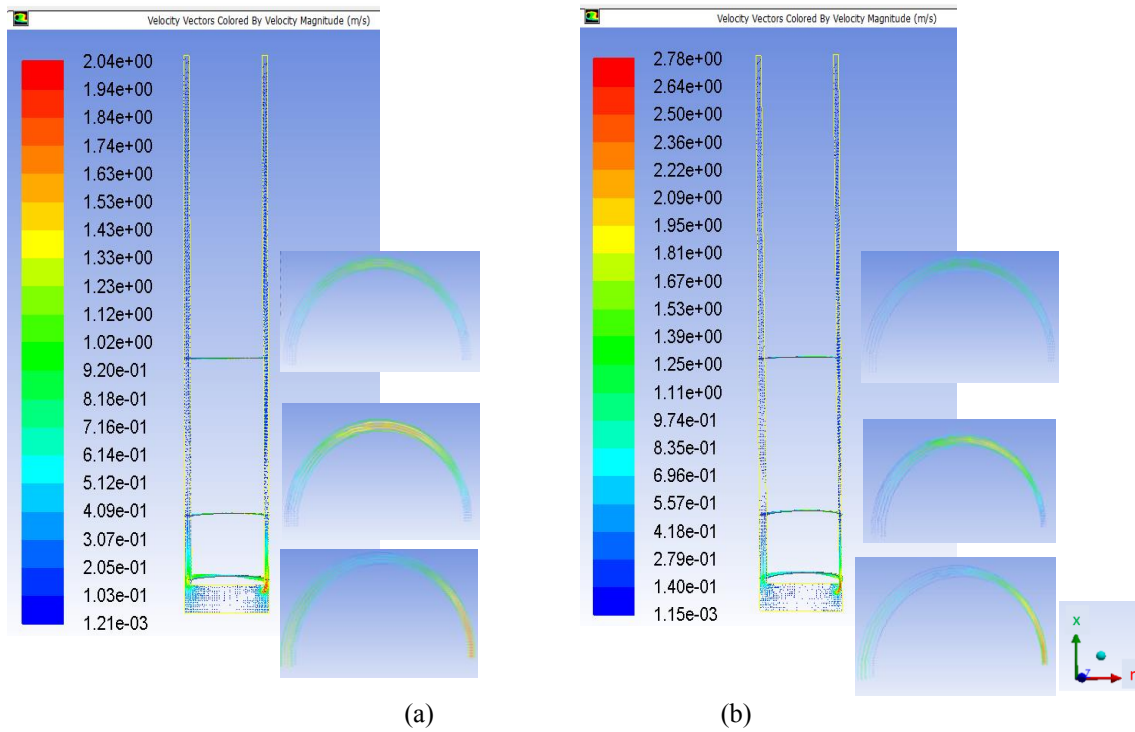 Velocity Vectors Colored By Velocity Magnitude (m/s)
2.04e+00
1.94e+00
1.84e+00
1.74e+00
1.63e+00
1.53e+00
1.43e+00
1.33e+00
1.23e+00
1.12e+00
1.02e+00
9.20e-01
8.18e-01
7.16e-01
6.14e-01
5.12e-01
4.09e-01
3.07e-01
2.05e-01
1.03e-01
1.21e-03
(a)
Velocity Vectors Colored By Velocity Magnitude (m/s)
2.78e+00
2.64e+00
2.50e+00
2.36e+00
2.22e+00
2.09e+00
1.95e+00
1.81e+00
1.67e+00
1.53e+00
1.39e+00
1.25e+00
1.11e+00
9.74e-01
8.35e-01
6.96e-01
5.57e-01
4.18e-01
2.79e-01
1.40e-01
1.15e-03
x
z
r
(b)